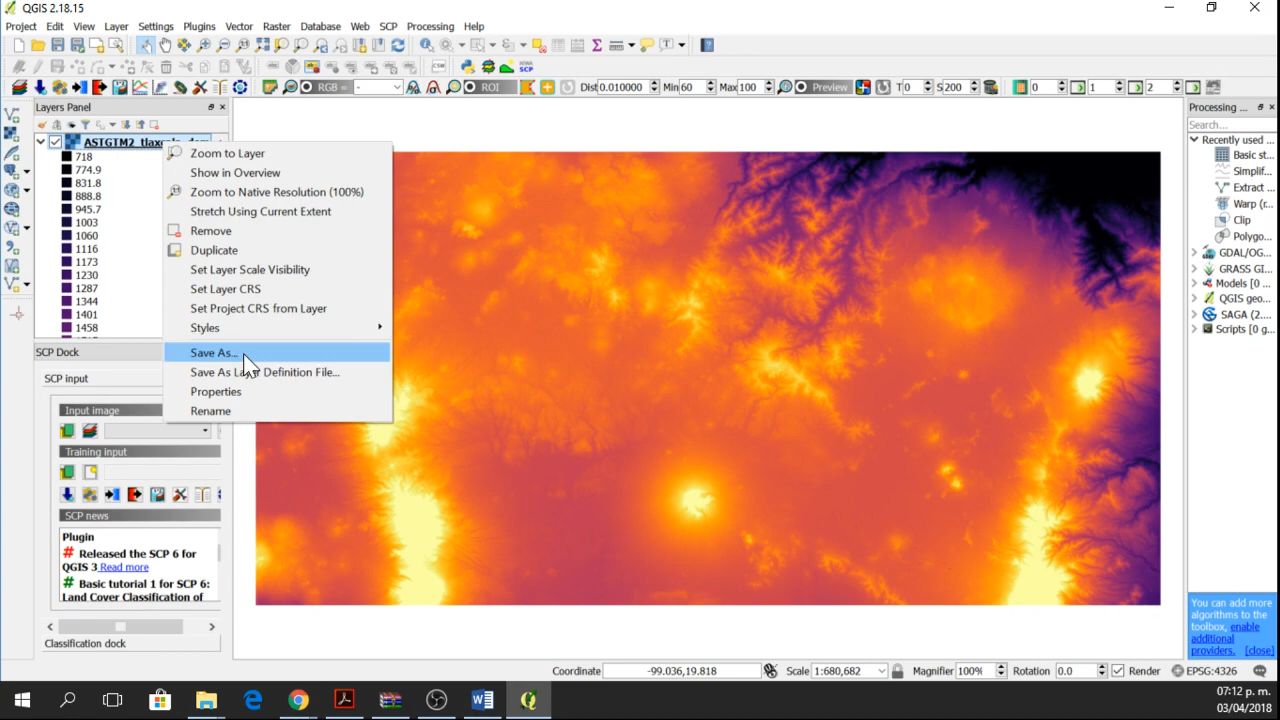 QGIS 2.18.15
Project Edit View Layer Settings Plugins Vector Raster Database Web SCP Processing Help
RGB = - ROI Dist 0.010000 Min 60 Max 100 Preview T 0 S 200 0 1 2
Layers Panel
Processing ...
Search...
718
774.9
831.8
888.8
945.7
1003
1060
1116
1173
1230
1287
1344
1401
1458
Zoom to Layer
Show in Overview
Zoom to Native Resolution (100%)
Stretch Using Current Extent
Remove
Duplicate
Set Layer Scale Visibility
Set Layer CRS
Set Project CRS from Layer
Styles
Save As...
Save As Layer Definition File...
Properties
Rename
SCP Dock
SCP input
Input image
Training input
SCP news
Plugin
# Released the SCP 6 for
QGIS 3 Read more
# Basic tutorial 1 for SCP 6:
Land Cover Classification of
Classification dock
Recently used ...
Basic st...
Simplif...
Extract ...
Warp (r...
Clip
Polygo...
GDAL/OG...
GRASS GI...
Models [0 ...
QGIS geo...
SAGA (2....
Scripts [0 g...
You can add more
algorithms to the
toolbox, enable
additional
providers. [close]
Coordinate -99.036,19.818 Scale 1:680,682 Magnifier 100% Rotation 0.0 Render EPSG:4326
07:12 p. m.
03/04/2018